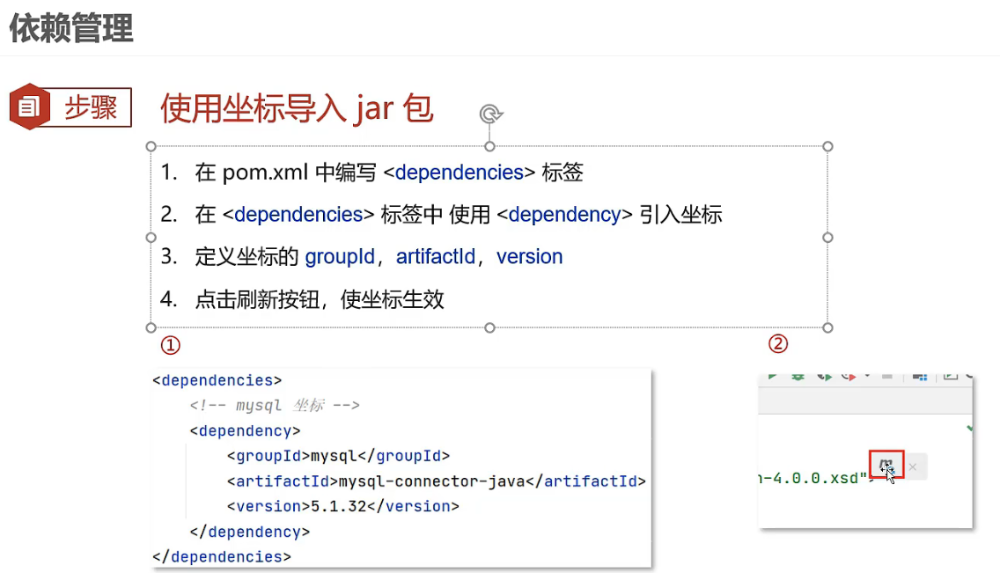 依赖管理
步骤
使用坐标导入 jar 包
1. 在 pom.xml 中编写 <dependencies> 标签
2. 在 <dependencies> 标签中 使用 <dependency> 引入坐标
3. 定义坐标的 groupId，artifactId，version
4. 点击刷新按钮，使坐标生效
①
②
<dependencies>
<!-- mysql 坐标 -->
<dependency>
<groupId>mysql</groupId>
<artifactId>mysql-connector-java</artifactId>
<version>5.1.32</version>
</dependency>
</dependencies>
-4.0.0.xsd">